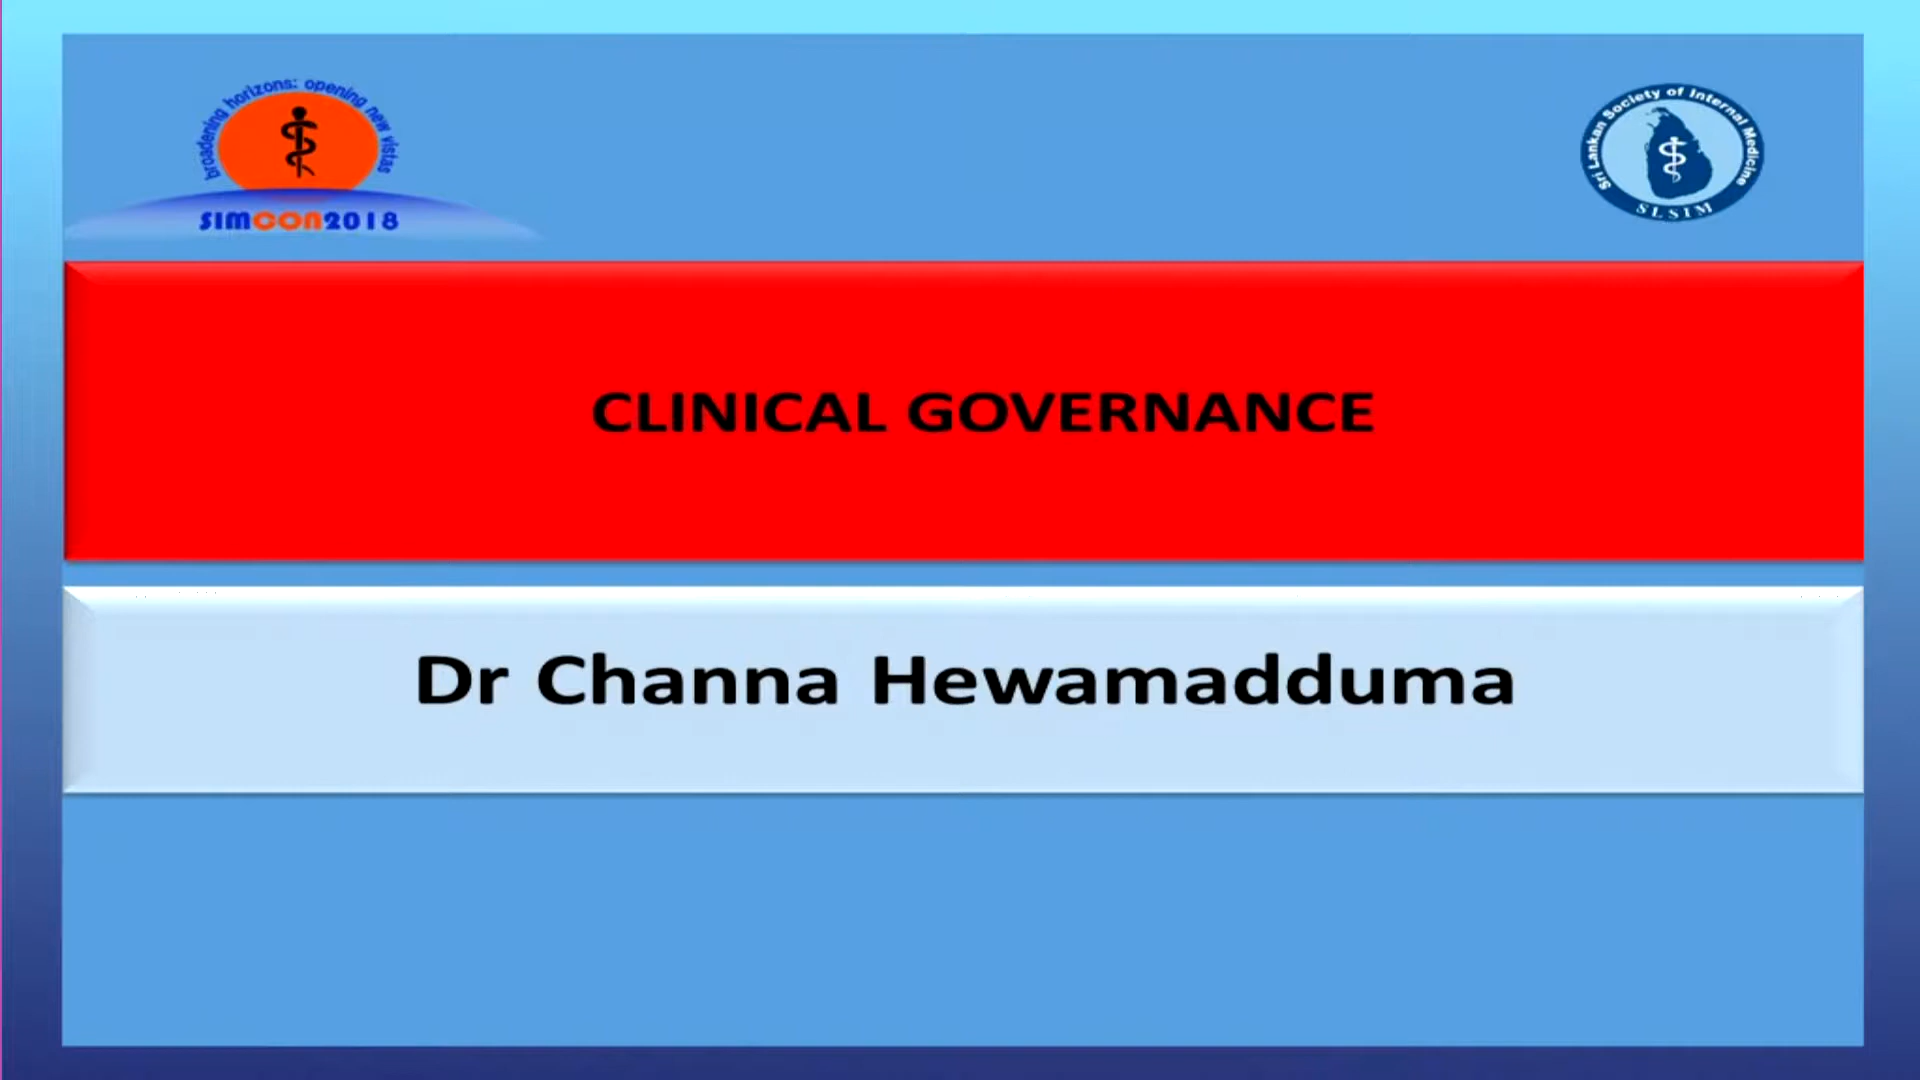 broadening horizons: opening new vistas
SIMCON2018
Sri Lankan Society of Internal Medicine
SLSIM
CLINICAL GOVERNANCE
Dr Channa Hewamadduma